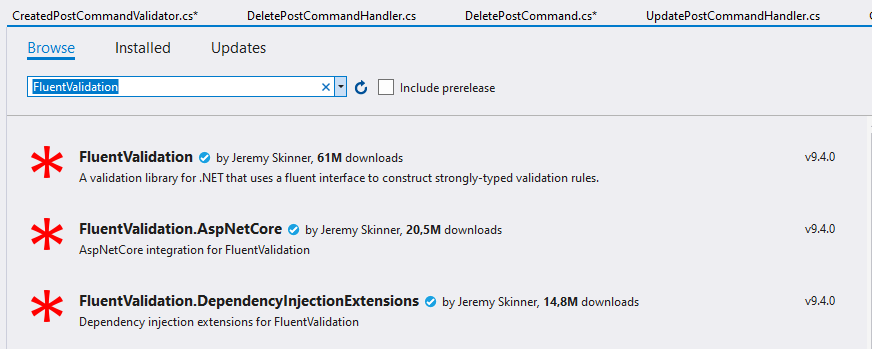 CreatedPostCommandValidator.cs* DeletePostCommandHandler.cs DeletePostCommand.cs* UpdatePostCommandHandler.cs
Browse Installed Updates
FluentValidation Include prerelease
FluentValidation by Jeremy Skinner, 61M downloads v9.4.0
A validation library for .NET that uses a fluent interface to construct strongly-typed validation rules.
FluentValidation.AspNetCore by Jeremy Skinner, 20,5M downloads v9.4.0
AspNetCore integration for FluentValidation
FluentValidation.DependencyInjectionExtensions by Jeremy Skinner, 14,8M downloads v9.4.0
Dependency injection extensions for FluentValidation